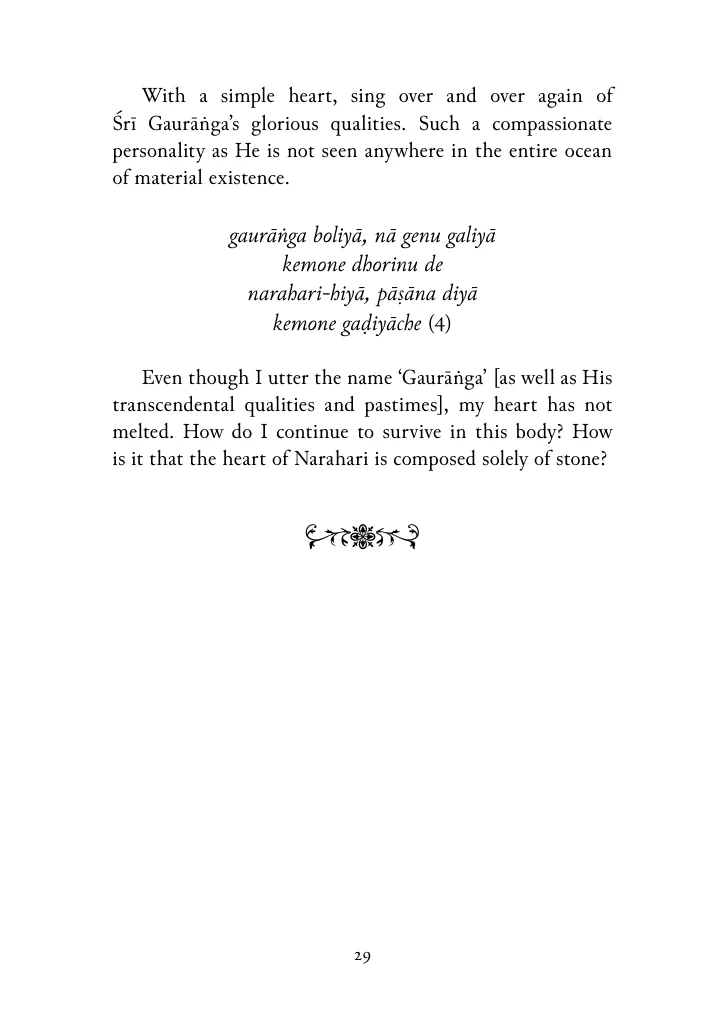 With a simple heart, sing over and over again of
Śrī Gaurāṅga’s glorious qualities. Such a compassionate
personality as He is not seen anywhere in the entire ocean
of material existence.
gaurāṅga boliyā, nā genu galiyā
kemone dhorinu de
narahari-hiyā, pāṣāna diyā
kemone gaḍiyāche (4)
Even though I utter the name ‘Gaurāṅga’ [as well as His
transcendental qualities and pastimes], my heart has not
melted. How do I continue to survive in this body? How
is it that the heart of Narahari is composed solely of stone?
29